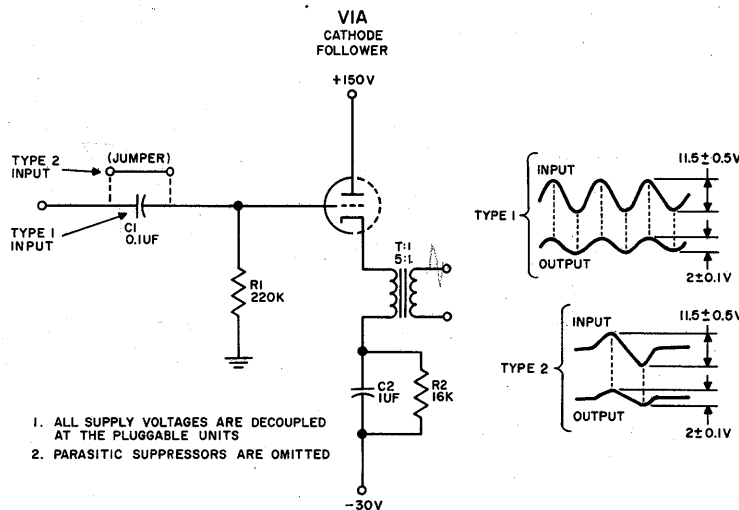 V1A
CATHODE
FOLLOWER
+150V
TYPE 2
INPUT
(JUMPER)
TYPE 1
INPUT
C1
0.1UF
R1
220K
T:1
5:1
C2
1UF
R2
16K
-30V
1. ALL SUPPLY VOLTAGES ARE DECOUPLED
AT THE PLUGGABLE UNITS
2. PARASITIC SUPPRESSORS ARE OMITTED
TYPE 1
INPUT
11.5±0.5V
OUTPUT
2±0.1V
TYPE 2
INPUT
11.5±0.5V
OUTPUT
2±0.1V